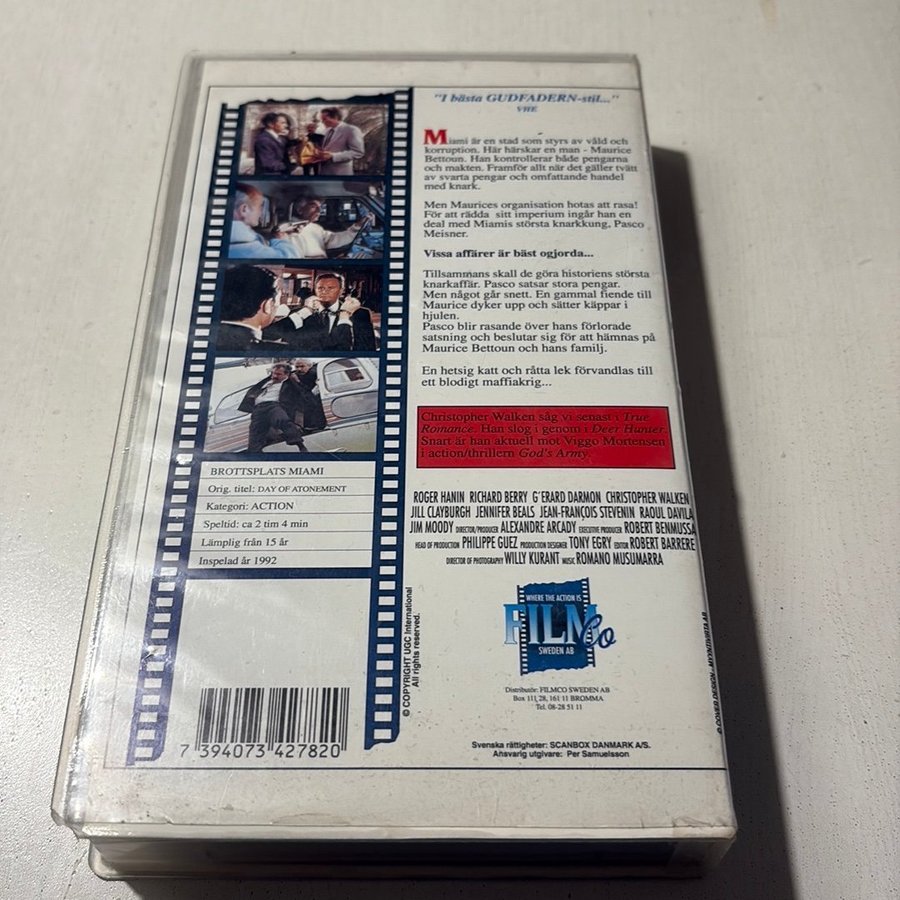 "I bästa GUDFADERN-stil..."
VHE
Miami är en stad som styrs av våld och
korruption. Här härskar en man - Maurice
Bettoun. Han kontrollerar både pengarna
och makten. Framför allt när det gäller tvätt
av svarta pengar och omfattande handel
med knark.
Men Maurices organisation hotas att rasa!
För att rädda sitt imperium ingår han en
deal med Miamis största knarkkung, Pasco
Meisner.
Vissa affärer är bäst ogjorda...
Tillsammans skall de göra historiens största
knarkaffär. Pasco satsar stora pengar.
Men något går snett. En gammal fiende till
Maurice dyker upp och sätter käppar i
hjulen.
Pasco blir rasande över hans förlorade
satsning och beslutar sig för att hämnas på
Maurice Bettoun och hans familj.
En hetsig katt och råtta lek förvandlas till
ett blodigt maffiakrig...
Christopher Walken såg vi senast i True
Romance. Han slog i genom i Deer Hunter.
Snart är han aktuell mot Viggo Mortensen
i action/thrillern God's Army.
BROTTSPLATS MIAMI
Orig. titel: DAY OF ATONEMENT
Kategori: ACTION
Speltid: ca 2 tim 4 min
Lämplig från 15 år
Inspelad år 1992
ROGER HANIN RICHARD BERRY G'ERARD DARMON CHRISTOPHER WALKEN
JILL CLAYBURGH JENNIFER BEALS JEAN-FRANÇOIS STEVENIN RAOUL DAVILA
JIM MOODY DIRECTOR/PRODUCER ALEXANDRE ARCADY EXECUTIVE PRODUCER ROBERT BENMUSSA
HEAD OF PRODUCTION PHILIPPE GUEZ PRODUCTION DESIGNER TONY EGRY EDITOR ROBERT BARRERE
DIRECTOR OF PHOTOGRAPHY WILLY KURANT MUSIC ROMANO MUSUMARRA
© COPYRIGHT UGC International
All rights reserved.
WHERE THE ACTION IS
FILM Co
SWEDEN AB
Distributör: FILMCO SWEDEN AB
Box 111 28, 161 11 BROMMA
Tel. 08-28 51 11
7 394073 427820
Svenska rättigheter: SCANBOX DANMARK A/S.
Ansvarig utgivare: Per Samuelsson
© COVER DESIGN -